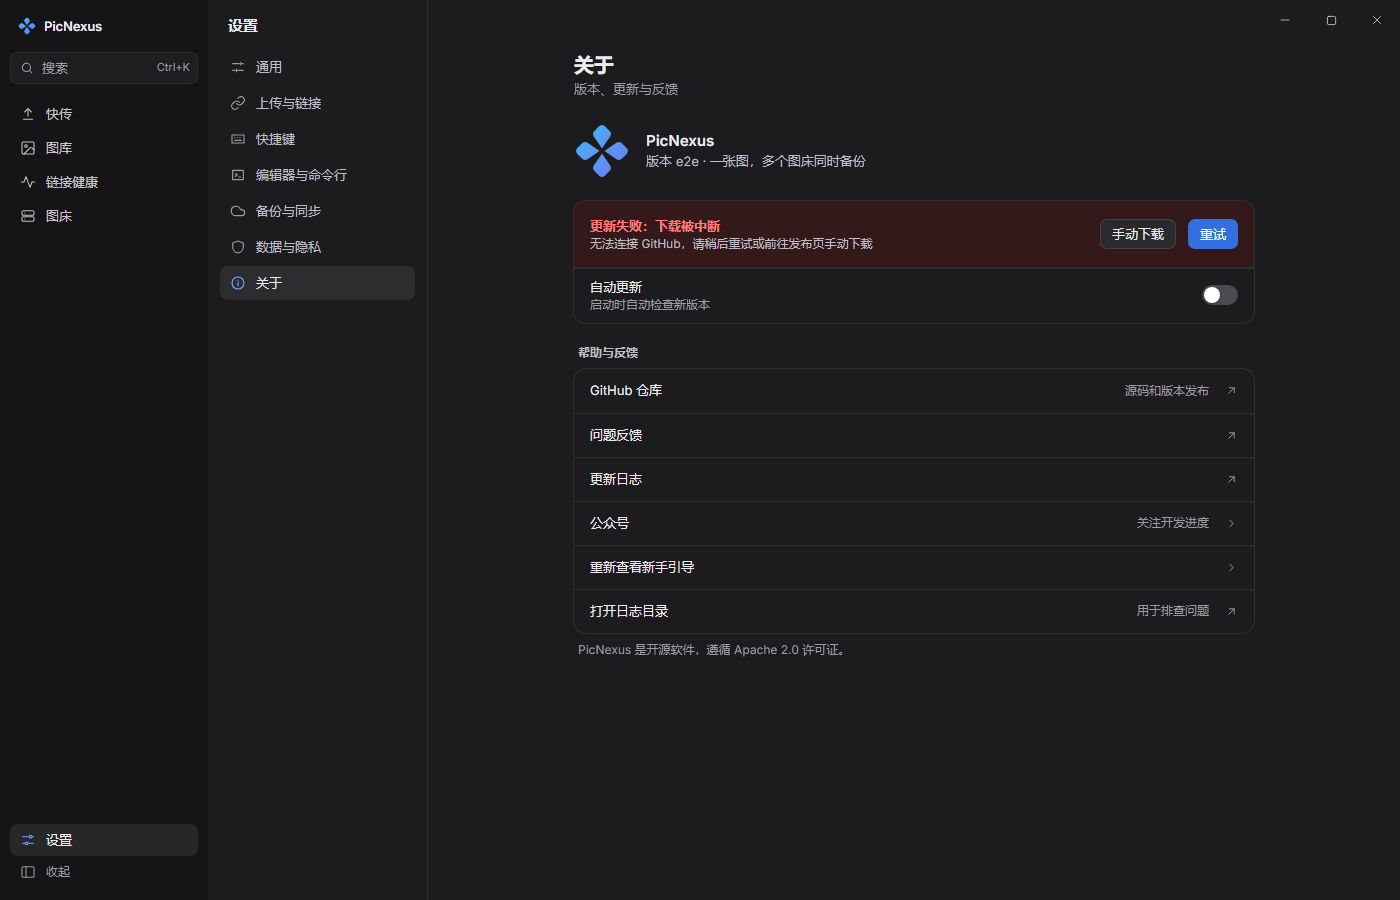 PicNexus
搜索 Ctrl+K
快传
图库
链接健康
图床
设置
收起
设置
通用
上传与链接
快捷键
编辑器与命令行
备份与同步
数据与隐私
关于
关于
版本、更新与反馈
PicNexus
版本 e2e · 一张图，多个图床同时备份
更新失败：下载被中断
无法连接 GitHub，请稍后重试或前往发布页手动下载
手动下载 重试
自动更新
启动时自动检查新版本
帮助与反馈
GitHub 仓库 源码和版本发布
问题反馈
更新日志
公众号 关注开发进度
重新查看新手引导
打开日志目录 用于排查问题
PicNexus 是开源软件，遵循 Apache 2.0 许可证。